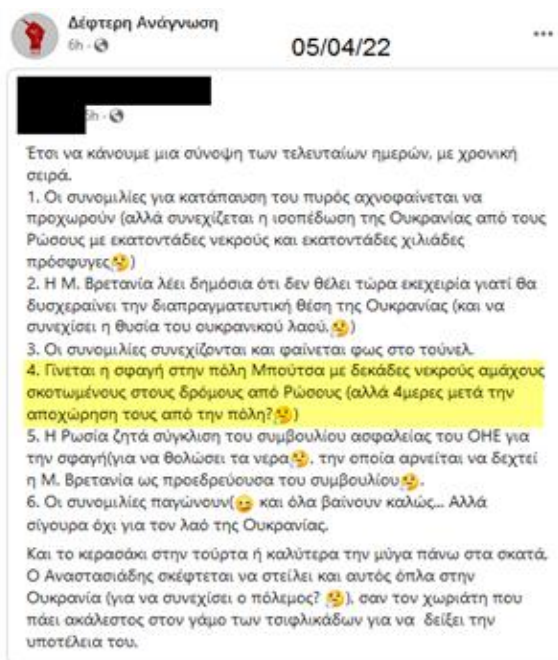 Δέφτερη Ανάγνωση
6h ·
05/04/22
5h ·
Έτσι να κάνουμε μια σύνοψη των τελευταίων ημερών, με χρονική
σειρά.
1. Οι συνομιλίες για κατάπαυση του πυρός αχνοφαίνεται να
προχωρούν (αλλά συνεχίζεται η ισοπέδωση της Ουκρανίας από τους
Ρώσους με εκατοντάδες νεκρούς και εκατοντάδες χιλιάδες
πρόσφυγες🤔)
2. Η Μ. Βρετανία λέει δημόσια ότι δεν θέλει τώρα εκεχειρία γιατί θα
δυσχεραίνει την διαπραγματευτική θέση της Ουκρανίας (και να
συνεχίσει η θυσία του ουκρανικού λαού.🤔)
3. Οι συνομιλίες συνεχίζονται και φαίνεται φως στο τούνελ.
4. Γίνεται η σφαγή στην πόλη Μπούτσα με δεκάδες νεκρούς αμάχους
σκοτωμένους στους δρόμους από Ρώσους (αλλά 4μερες μετά την
αποχώρηση τους από την πόλη?🤔)
5. Η Ρωσία ζητά σύγκλιση του συμβουλίου ασφαλείας του ΟΗΕ για
την σφαγή(για να θολώσει τα νερα🤔. την οποία αρνείται να δεχτεί
η Μ. Βρετανία ως προεδρεύουσα του συμβουλίου🤔.
6. Οι συνομιλίες παγώνουν(😄 και όλα βαίνουν καλώς... Αλλά
σίγουρα όχι για τον λαό της Ουκρανίας.
Και το κερασάκι στην τούρτα ή καλύτερα την μύγα πάνω στα σκατά.
Ο Αναστασιάδης σκέφτεται να στείλει και αυτός όπλα στην
Ουκρανία (για να συνεχίσει ο πόλεμος? 🤔). σαν τον χωριάτη που
πάει ακάλεστος στον γάμο των τσιφλικάδων για να δείξει την
υποτέλεια του.